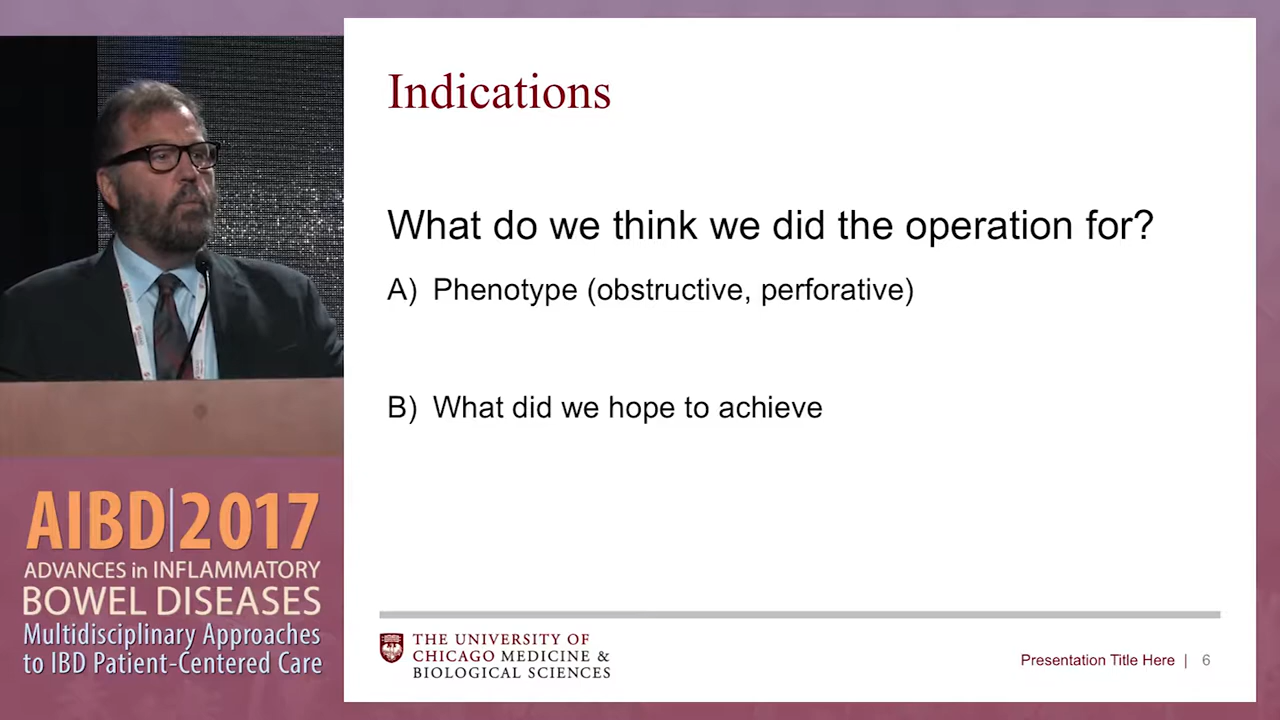 Indications
What do we think we did the operation for?
A) Phenotype (obstructive, perforative)
B) What did we hope to achieve
AIBD|2017
ADVANCES in INFLAMMATORY
BOWEL DISEASES
Multidisciplinary Approaches
to IBD Patient-Centered Care
THE UNIVERSITY OF
CHICAGO MEDICINE &
BIOLOGICAL SCIENCES
Presentation Title Here | 6